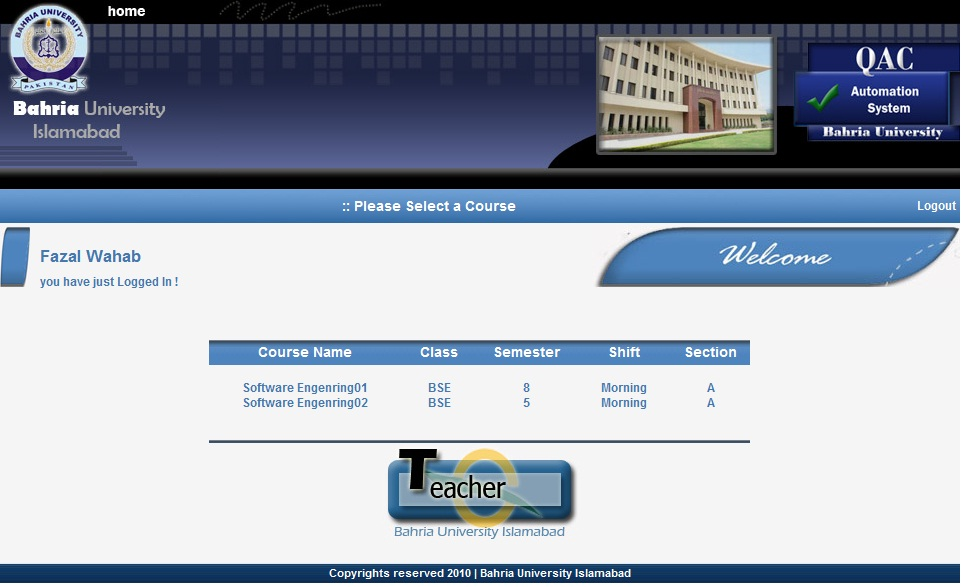 home
BAHRIA UNIVERSITY
PAKISTAN
Bahria University
Islamabad
QAC
Automation
System
Bahria University
:: Please Select a Course
Logout
Fazal Wahab
you have just Logged In !
Welcome
Course Name Class Semester Shift Section
Software Engenring01 BSE 8 Morning A
Software Engenring02 BSE 5 Morning A
Teacher
Bahria University Islamabad
Copyrights reserved 2010 | Bahria University Islamabad